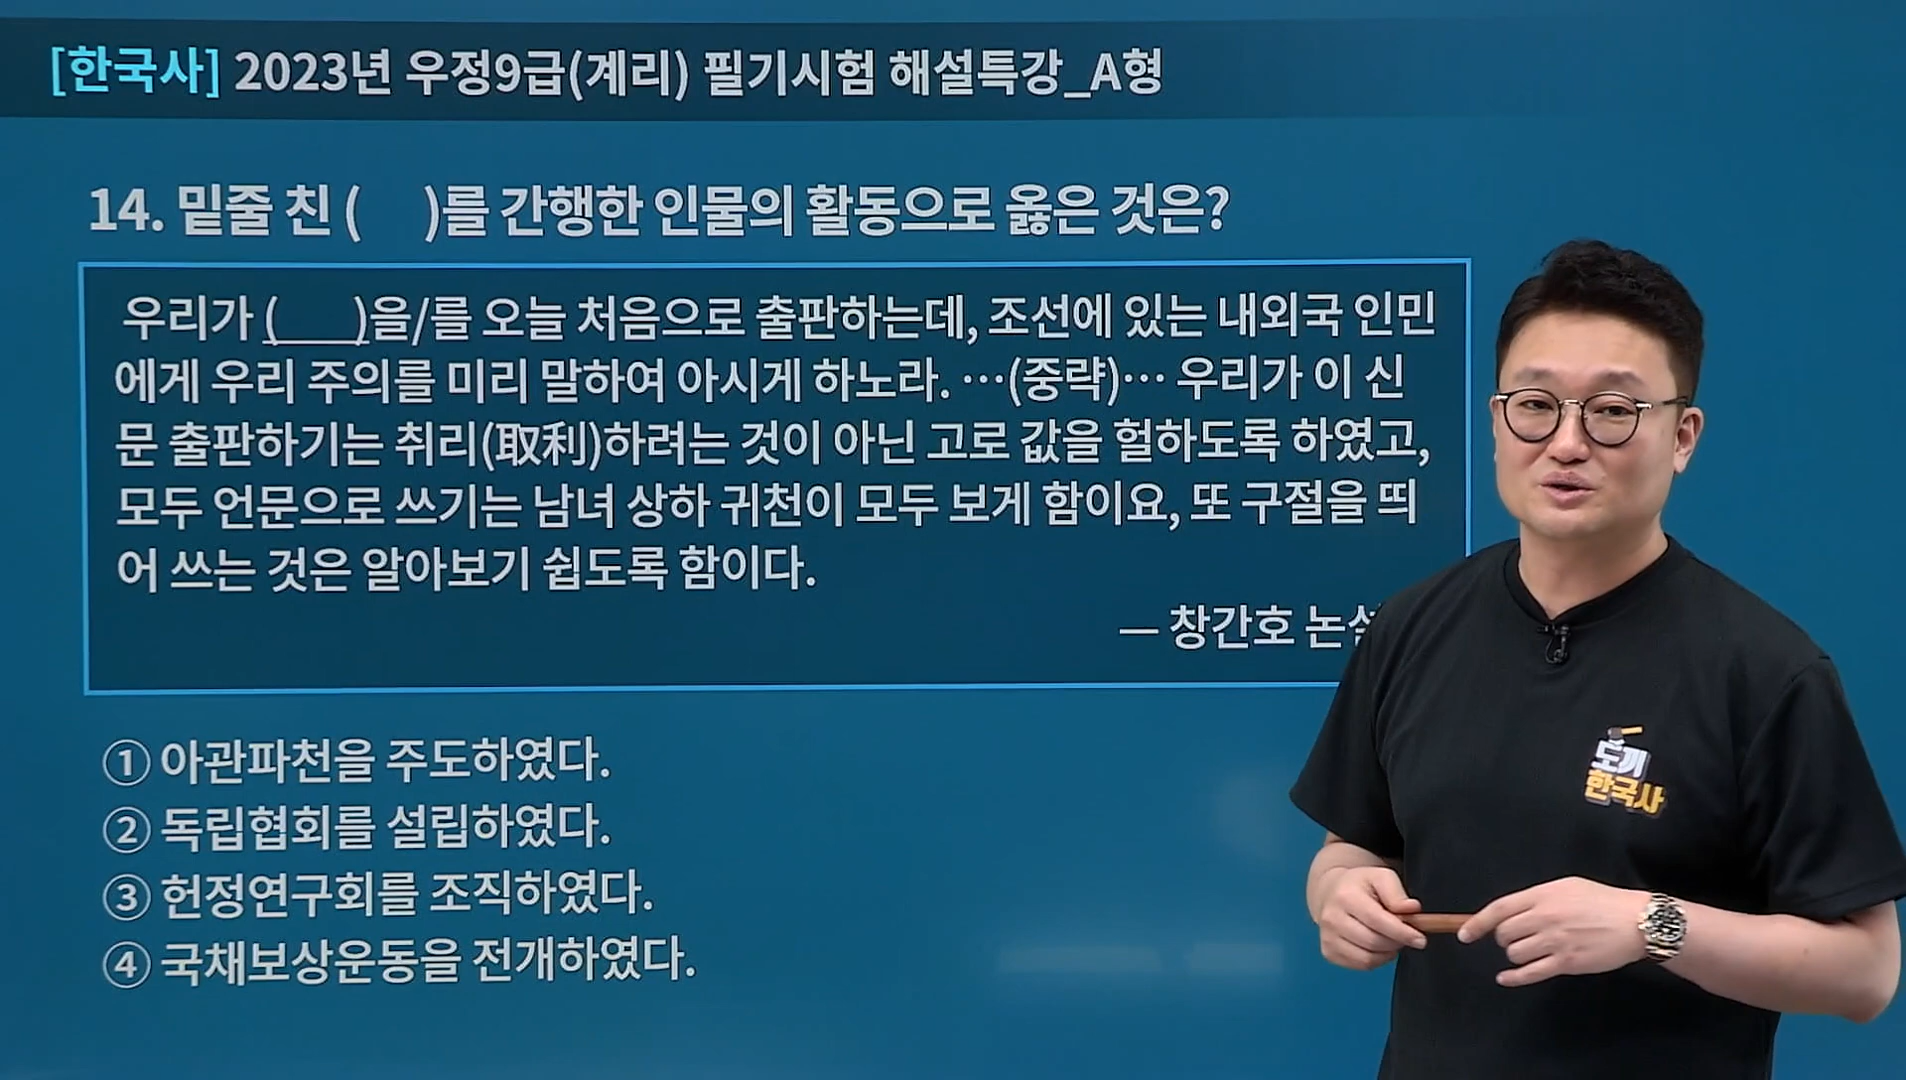 [한국사] 2023년 우정9급(계리) 필기시험 해설특강_A형
14. 밑줄 친 (    )를 간행한 인물의 활동으로 옳은 것은?
우리가 (___)을/를 오늘 처음으로 출판하는데, 조선에 있는 내외국 인민
에게 우리 주의를 미리 말하여 아시게 하노라. …(중략)… 우리가 이 신
문 출판하기는 취리(取利)하려는 것이 아닌 고로 값을 헐하도록 하였고,
모두 언문으로 쓰기는 남녀 상하 귀천이 모두 보게 함이요, 또 구절을 띄
어 쓰는 것은 알아보기 쉽도록 함이다.
― 창간호 논설
① 아관파천을 주도하였다.
② 독립협회를 설립하였다.
③ 헌정연구회를 조직하였다.
④ 국채보상운동을 전개하였다.
도끼
한국사